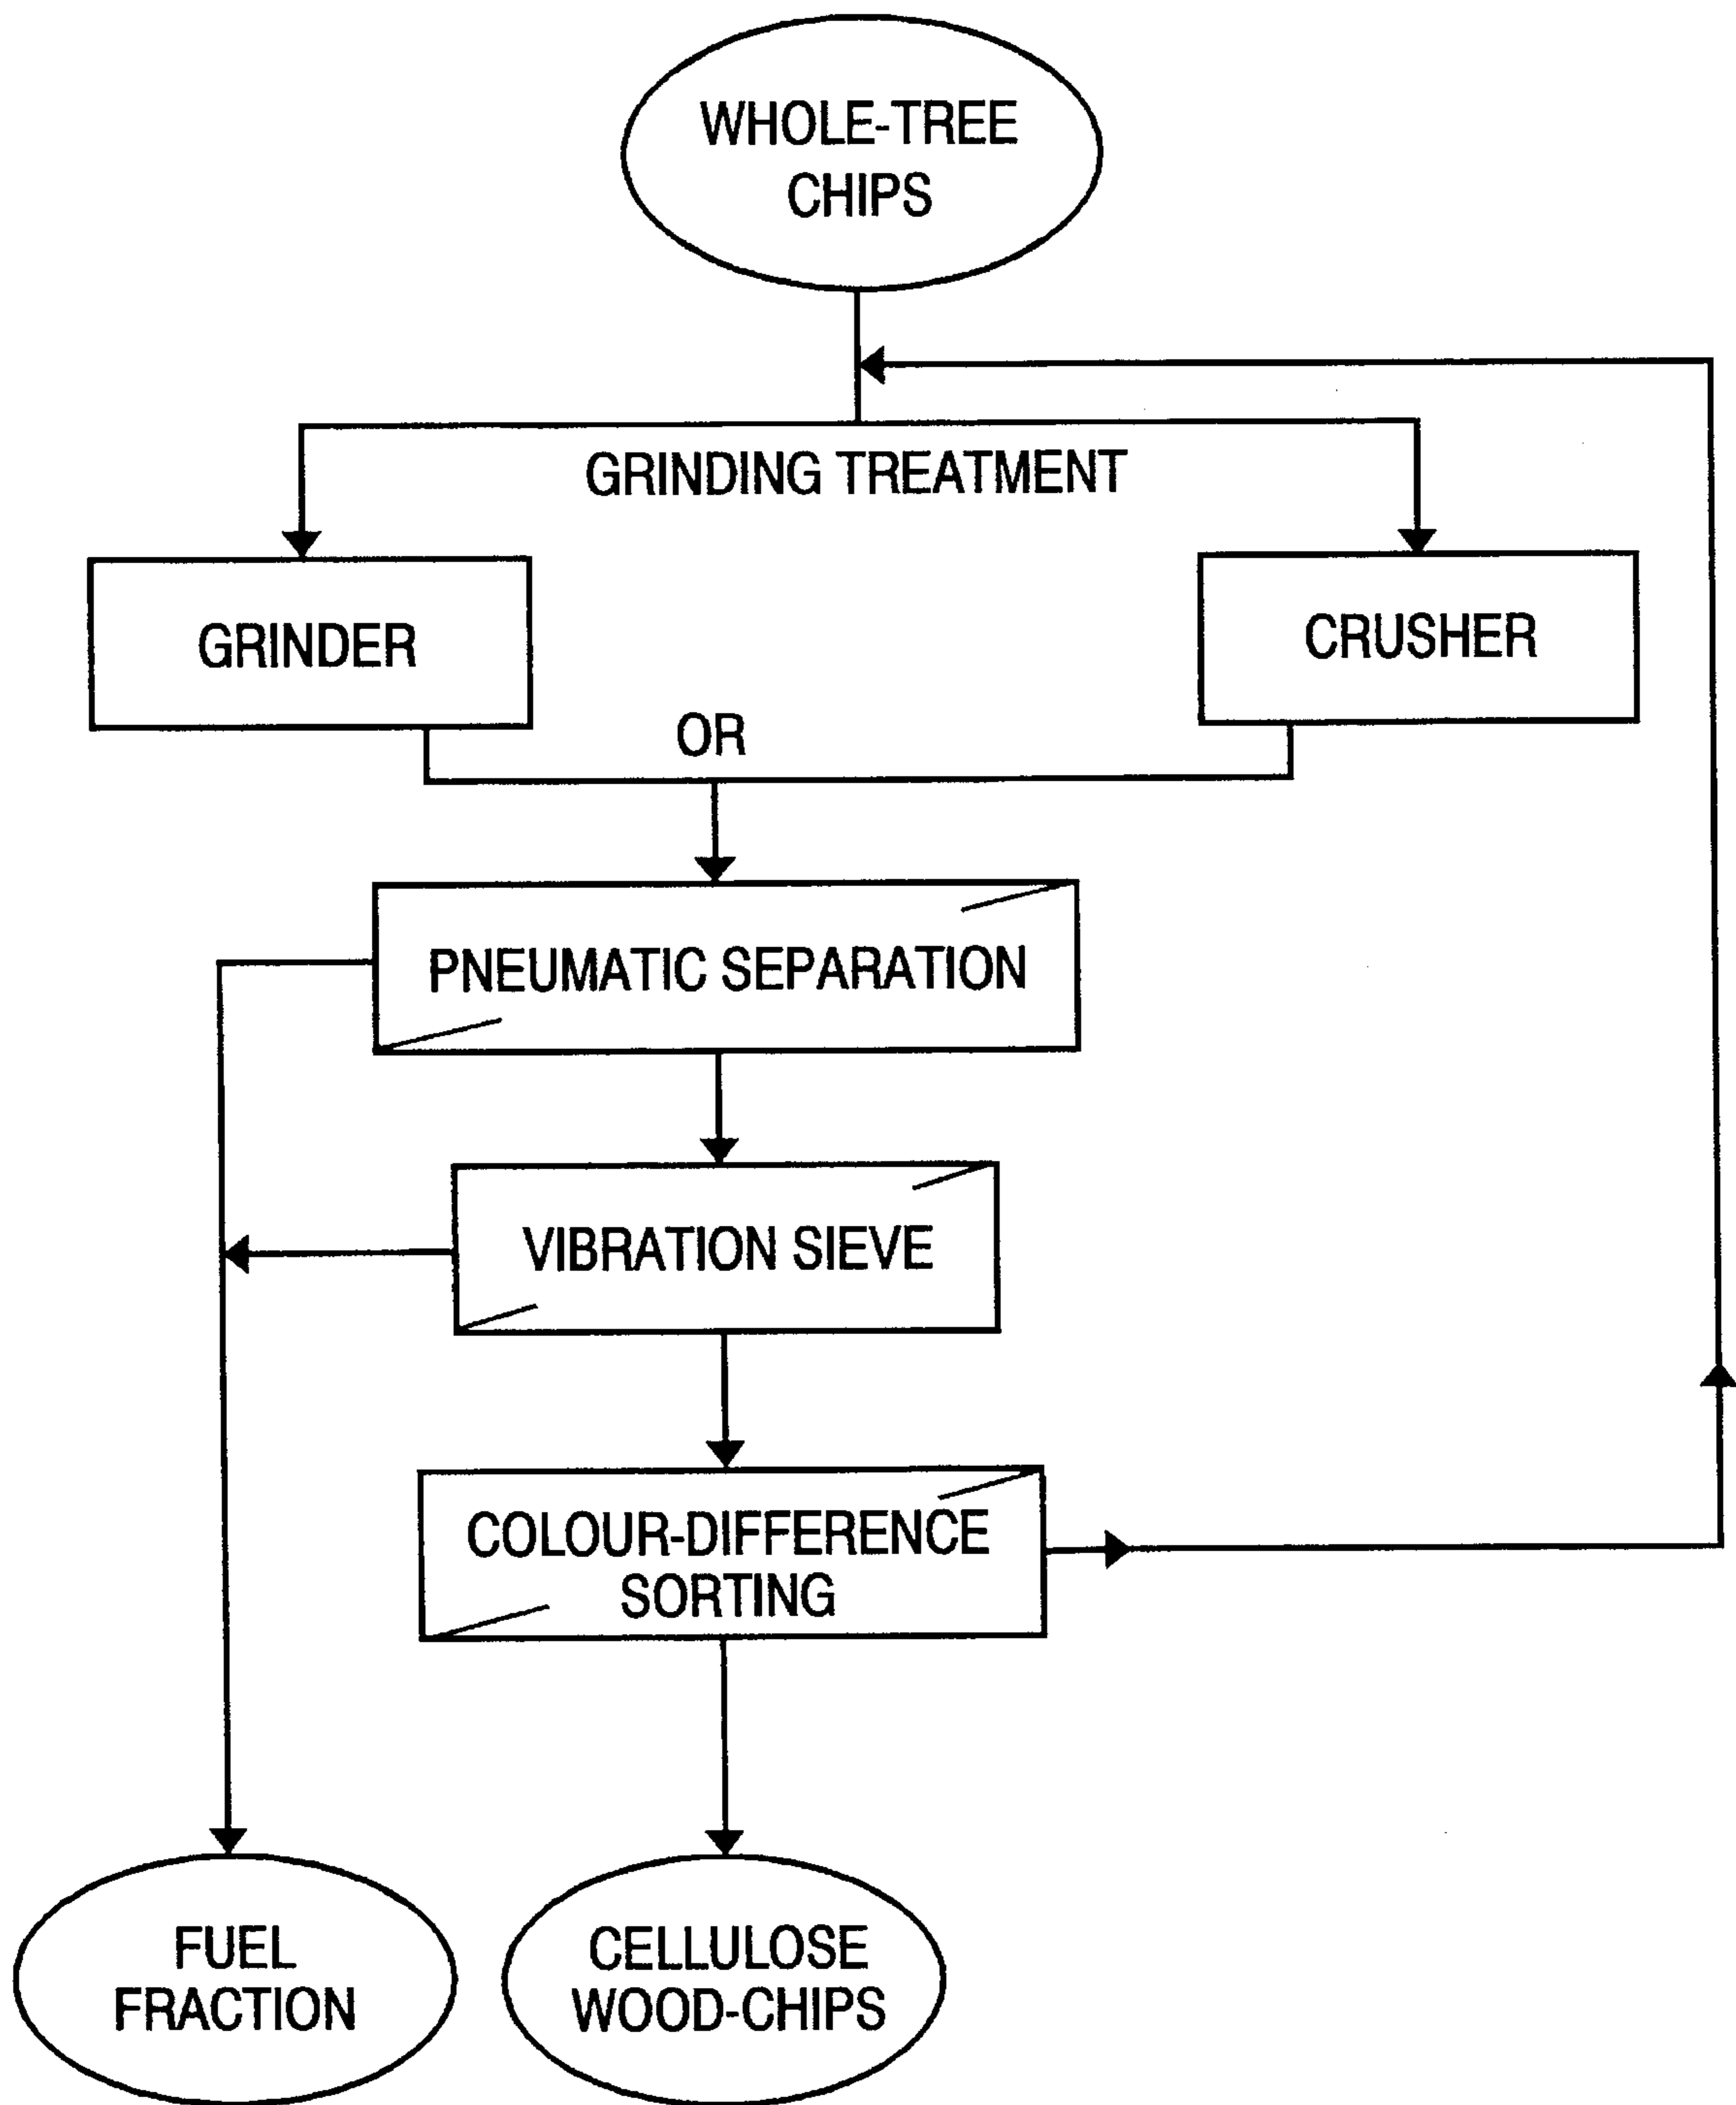 WHOLE-TREE
CHIPS
GRINDING TREATMENT
GRINDER
CRUSHER
OR
PNEUMATIC SEPARATION
VIBRATION SIEVE
COLOUR-DIFFERENCE
SORTING
FUEL
FRACTION
CELLULOSE
WOOD-CHIPS